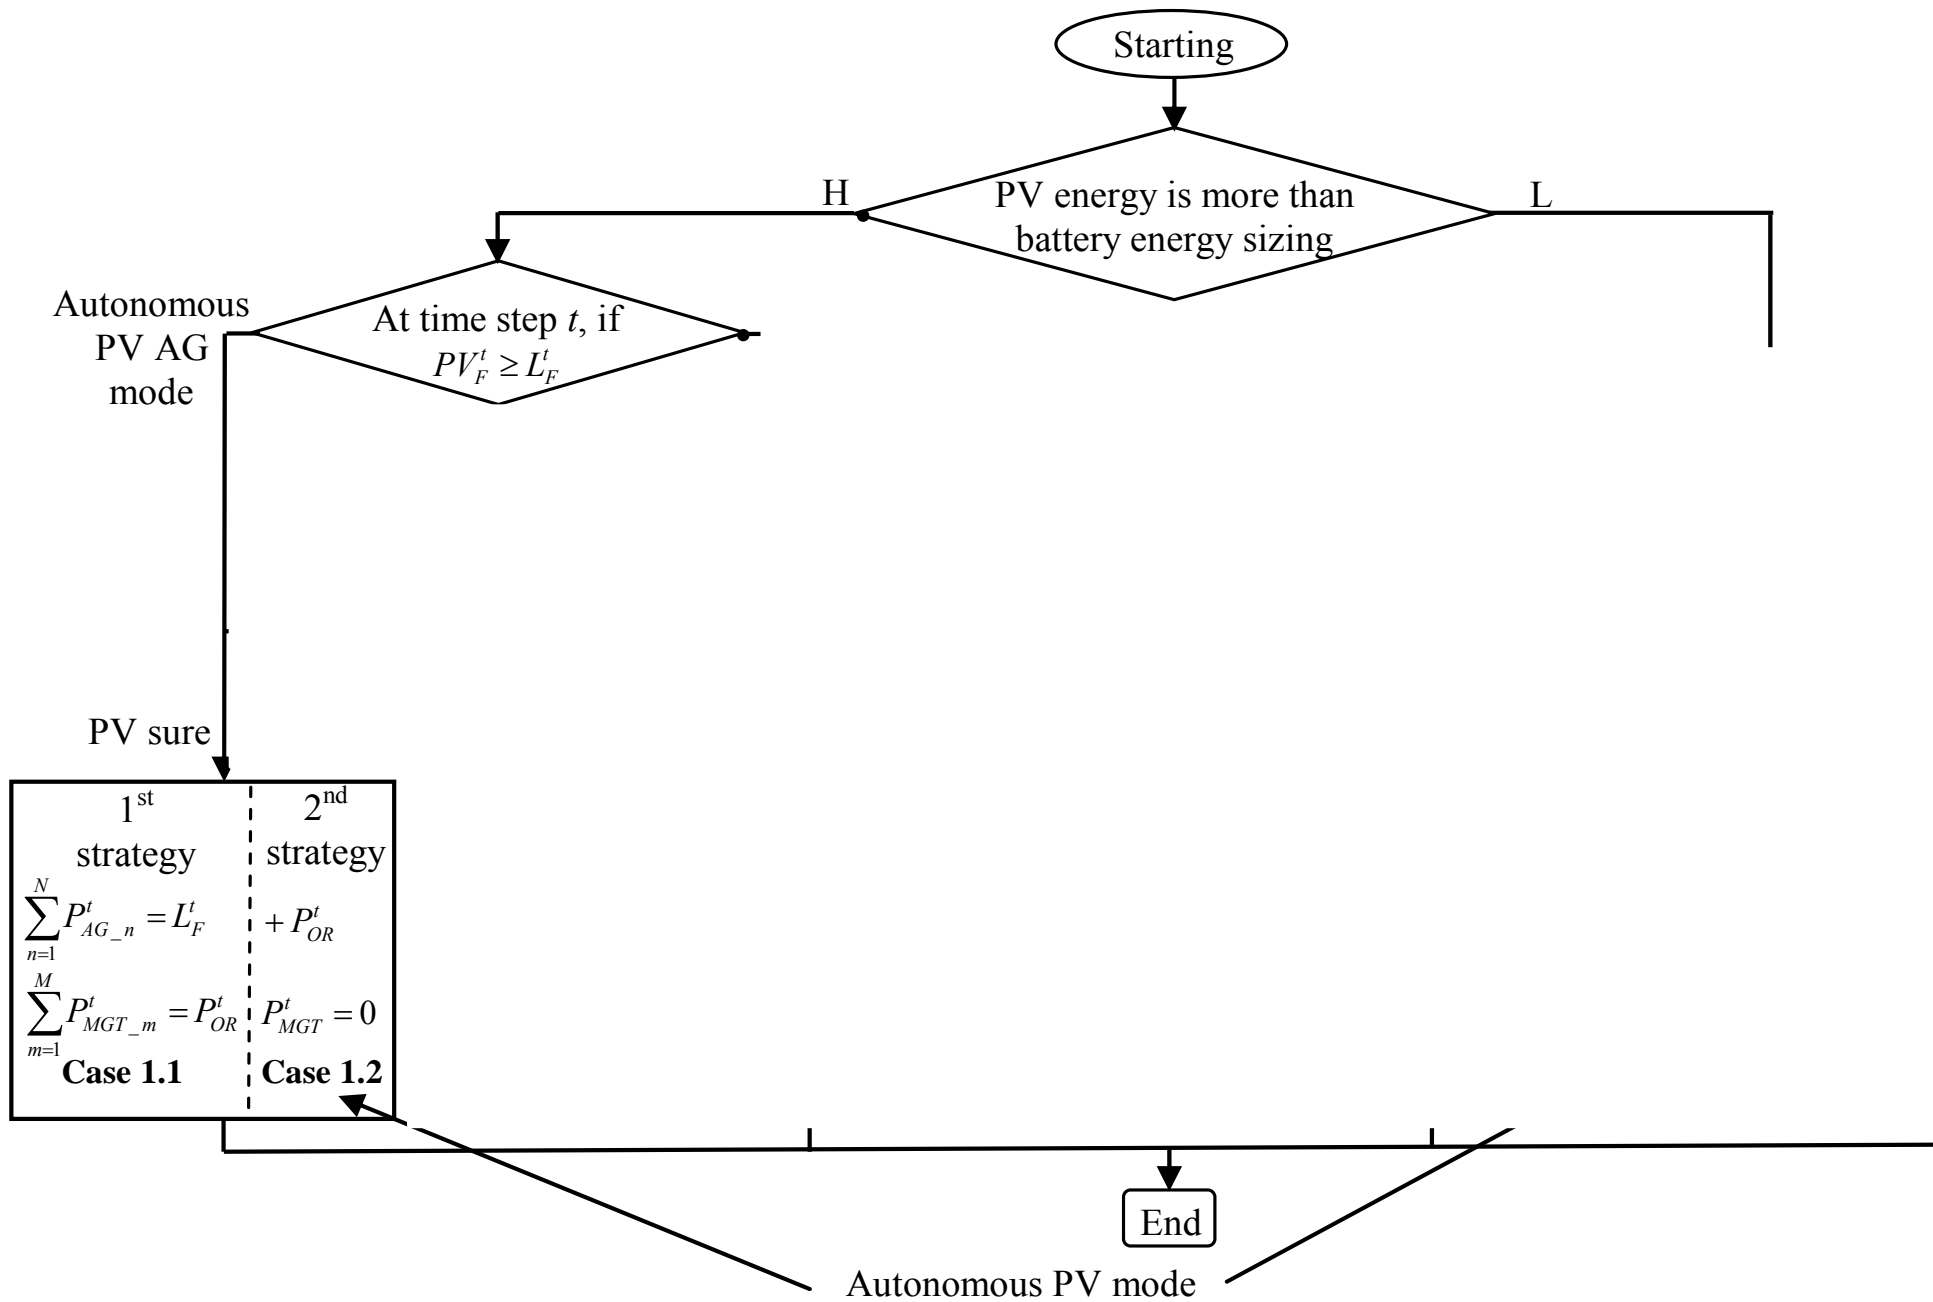 Starting
H
PV energy is more than
battery energy sizing
L
Autonomous
PV AG
mode
At time step t, if
PV_F^t ≥ L_F^t
PV sure
1st
strategy
∑_{n=1}^{N} P_{AG_n}^t = L_F^t
∑_{m=1}^{M} P_{MGT_m}^t = P_{OR}^t
Case 1.1
2nd
strategy
+ P_{OR}^t
P_{MGT}^t = 0
Case 1.2
End
Autonomous PV mode